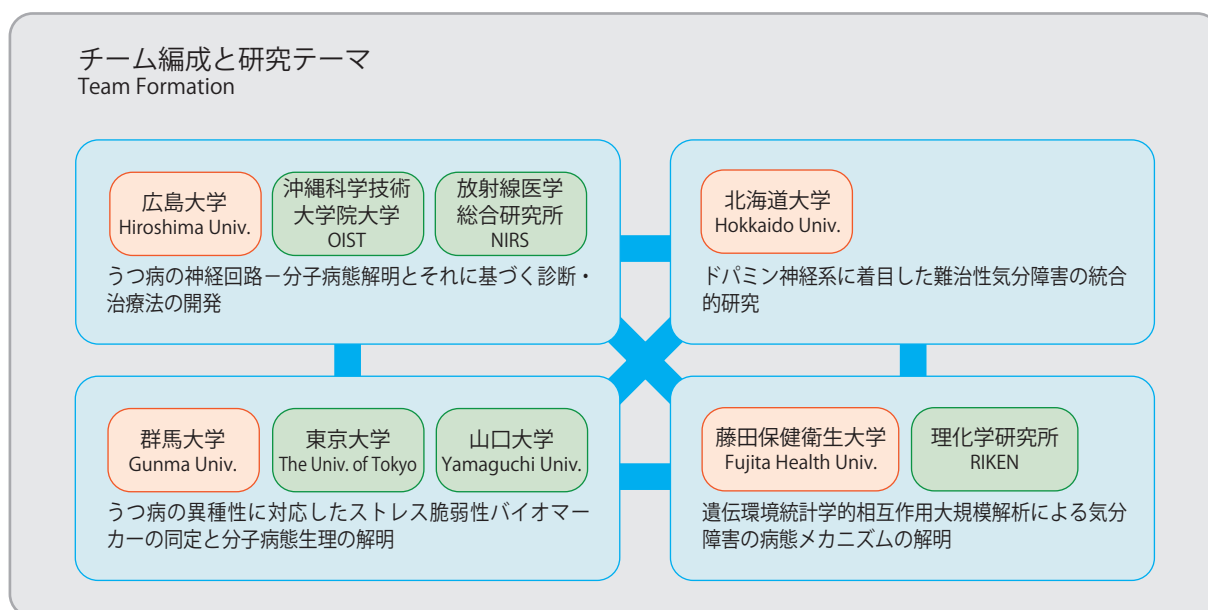 チーム編成と研究テーマ
Team Formation
広島大学
Hiroshima Univ.
沖縄科学技術
大学院大学
OIST
放射線医学
総合研究所
NIRS
うつ病の神経回路－分子病態解明とそれに基づく診断・
治療法の開発
北海道大学
Hokkaido Univ.
ドパミン神経系に着目した難治性気分障害の統合
的研究
群馬大学
Gunma Univ.
東京大学
The Univ. of Tokyo
山口大学
Yamaguchi Univ.
うつ病の異種性に対応したストレス脆弱性バイオマー
カーの同定と分子病態生理の解明
藤田保健衛生大学
Fujita Health Univ.
理化学研究所
RIKEN
遺伝環境統計学的相互作用大規模解析による気分
障害の病態メカニズムの解明